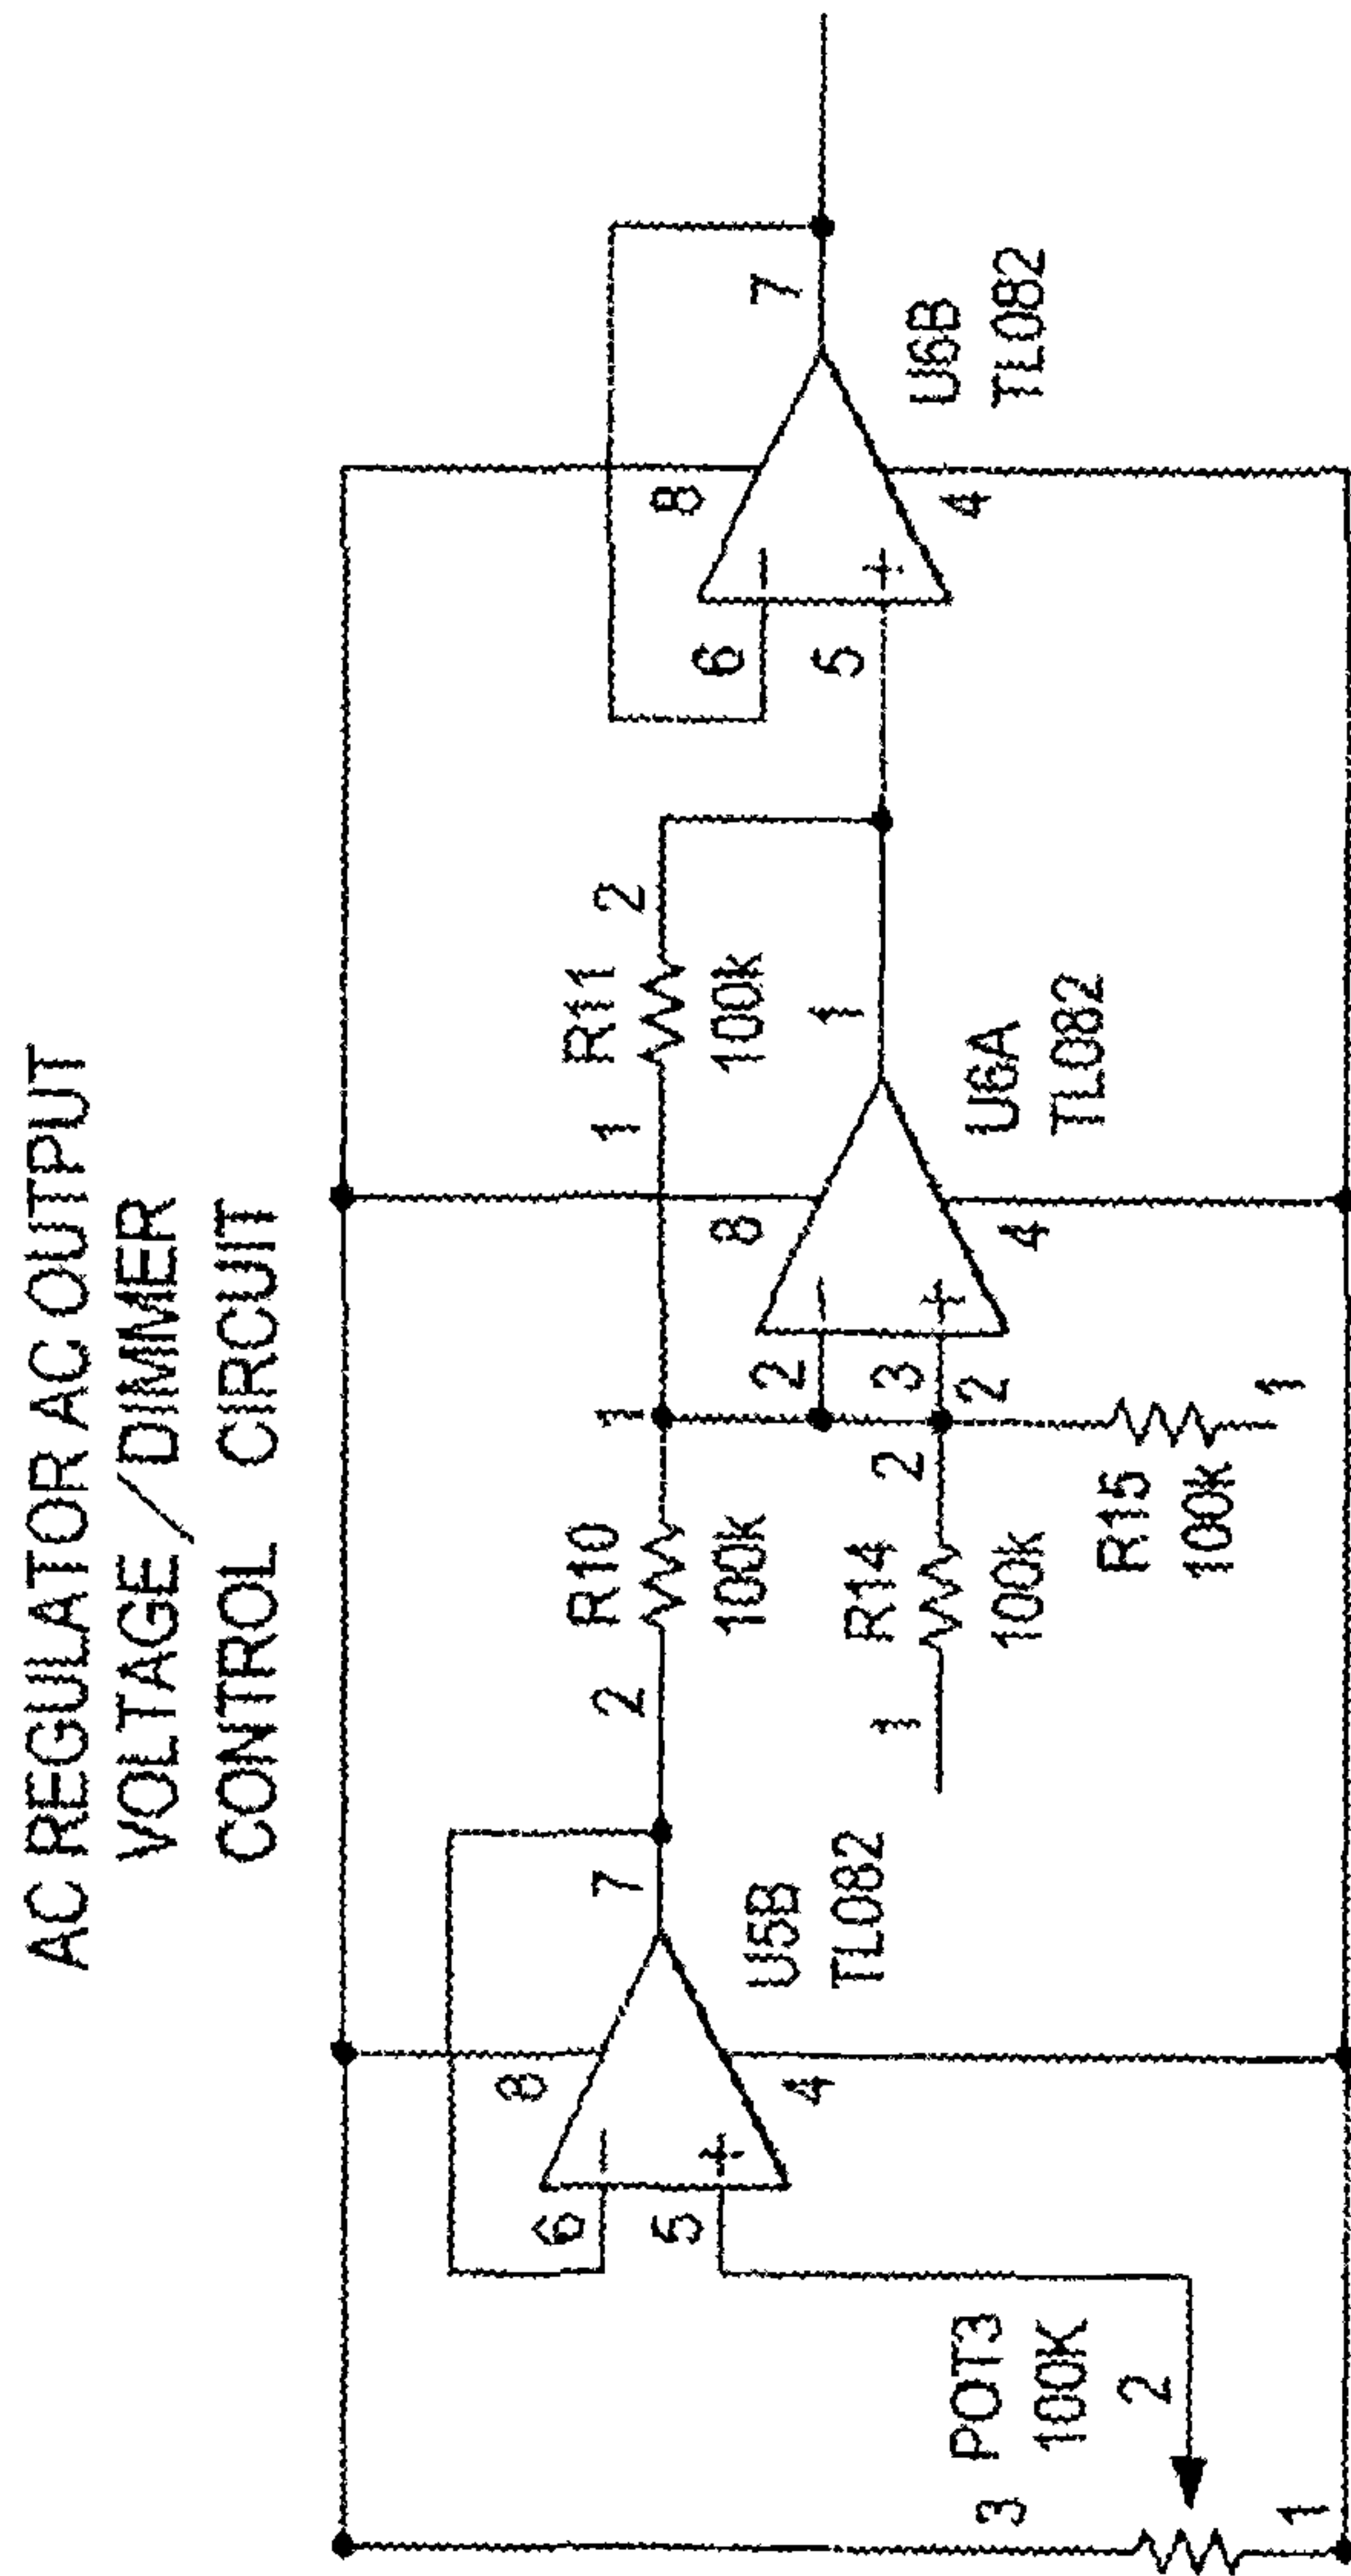 AC REGULATOR AC OUTPUT
VOLTAGE/DIMMER
CONTROL CIRCUIT
3
POT3
100K
2
1
6
5
8
4
7
U5B
TL082
2
R10
100k
1
1
R14
100k
2
R15
100k
1
2
2
3
8
4
1
U6A
TL082
1
R11
100k
2
6
5
8
4
7
U6B
TL082